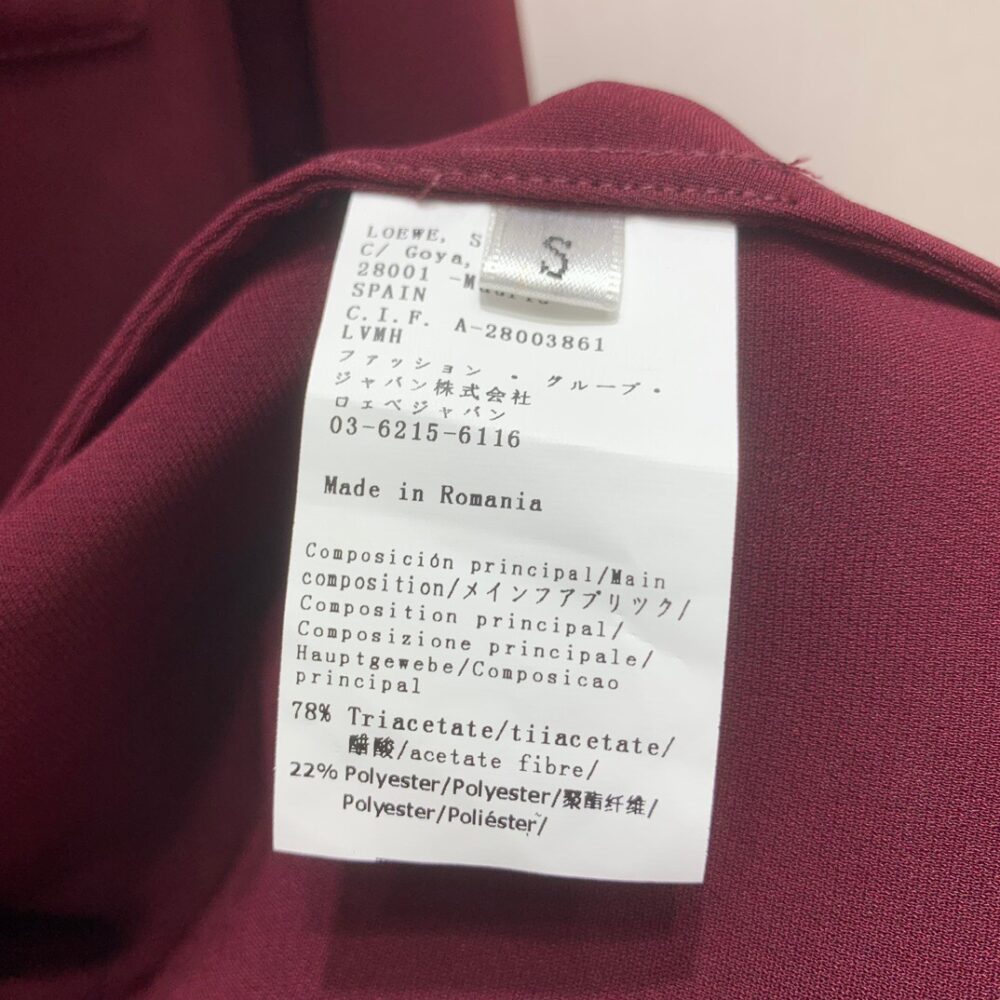 S
LOEWE, S
C/ Goya,
28001 -M
SPAIN
C.I.F. A-28003861
LVMH
ファッション・グループ・
ジャパン株式会社
ロエベジャパン
03-6215-6116
Made in Romania
Composición principal/Main
composition/メインフアブリツク/
Composition principal/
Composizione principale/
Hauptgewebe/Composicao
principal
78% Triacetate/tiiacetate/
醋酸/acetate fibre/
22% Polyester/Polyester/聚酯纤维/
Polyester/Poliéster/